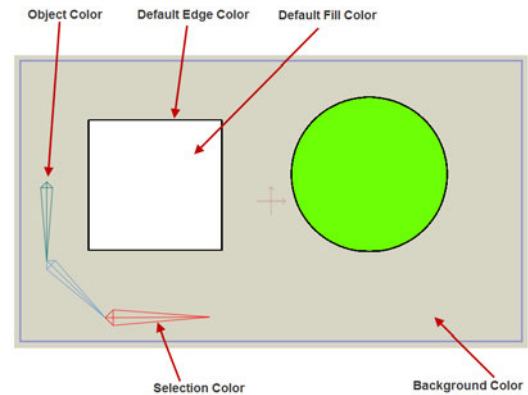 Object Color
Default Edge Color
Default Fill Color
Selection Color
Background Color